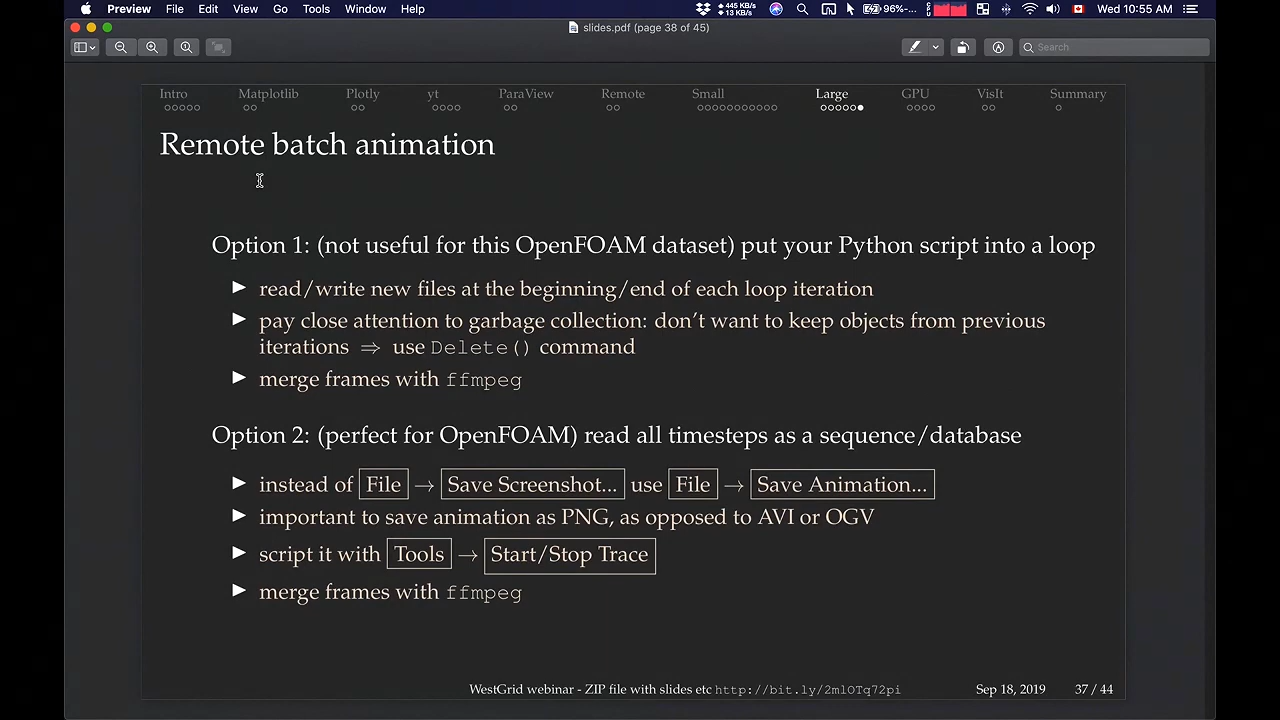 Preview File Edit View Go Tools Window Help 445 KB/s 13 KB/s 96% Wed 10:55 AM
slides.pdf (page 38 of 45)
Search
Intro Matplotlib Plotly yt ParaView Remote Small Large GPU VisIt Summary
Remote batch animation
Option 1: (not useful for this OpenFOAM dataset) put your Python script into a loop
► read/write new files at the beginning/end of each loop iteration
► pay close attention to garbage collection: don't want to keep objects from previous
iterations ⇒ use Delete() command
► merge frames with ffmpeg
Option 2: (perfect for OpenFOAM) read all timesteps as a sequence/database
► instead of File → Save Screenshot... use File → Save Animation...
► important to save animation as PNG, as opposed to AVI or OGV
► script it with Tools → Start/Stop Trace
► merge frames with ffmpeg
WestGrid webinar - ZIP file with slides etc http://bit.ly/2mlOTq72pi Sep 18, 2019 37 / 44